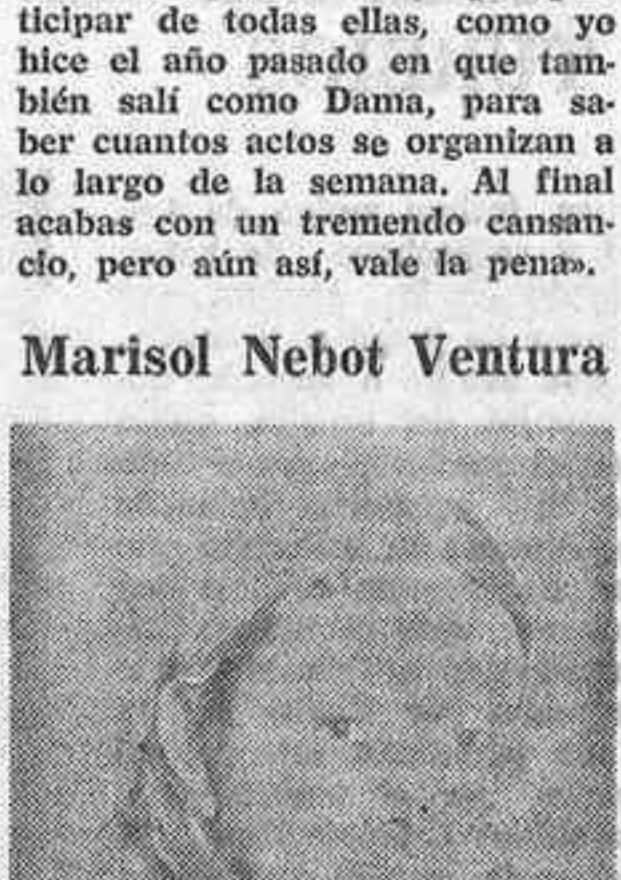 ticipar de todas ellas, como yo
hice el año pasado en que tam-
bién salí como Dama, para sa-
ber cuantos actos se organizan a
lo largo de la semana. Al final
acabas con un tremendo cansan-
cio, pero aún así, vale la pena».
Marisol Nebot Ventura